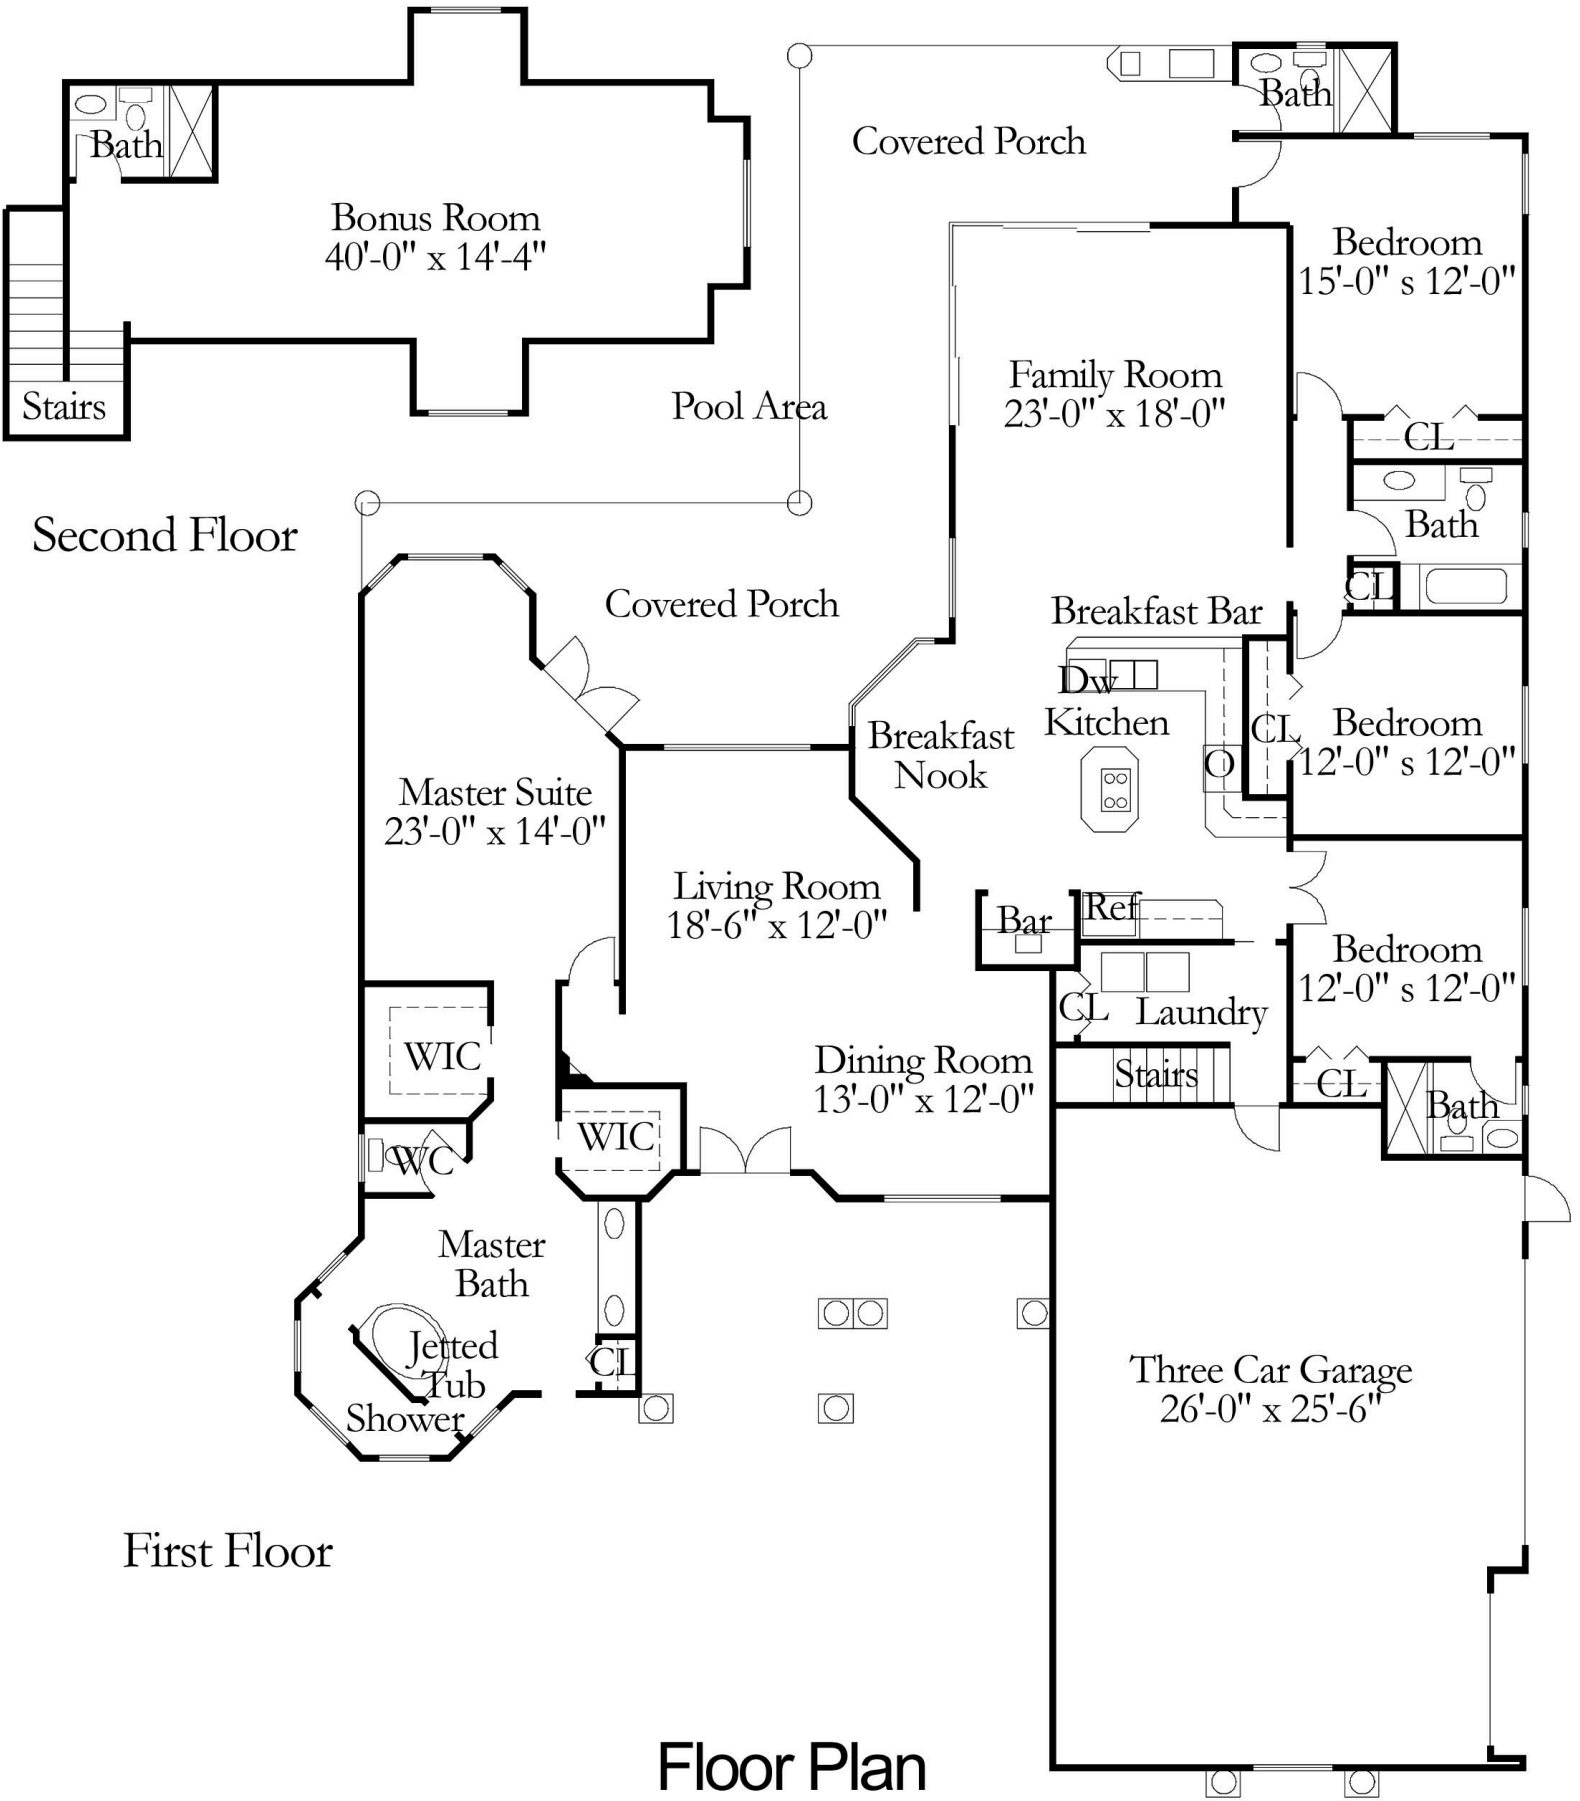 Bath
Covered Porch
Bath
Bonus Room
40'-0" x 14'-4"
Bedroom
15'-0" s 12'-0"
Stairs
Pool Area
Family Room
23'-0" x 18'-0"
CL
Second Floor
Bath
CL
Covered Porch
Breakfast Bar
Dw
Kitchen
Breakfast
Nook
O
CL
Bedroom
12'-0" s 12'-0"
Master Suite
23'-0" x 14'-0"
Living Room
18'-6" x 12'-0"
Bar
Ref
Bedroom
12'-0" s 12'-0"
CL
Laundry
WIC
Dining Room
13'-0" x 12'-0"
Stairs
CL
Bath
WIC
WC
Master
Bath
Jetted
Tub
CL
Shower
Three Car Garage
26'-0" x 25'-6"
First Floor
Floor Plan